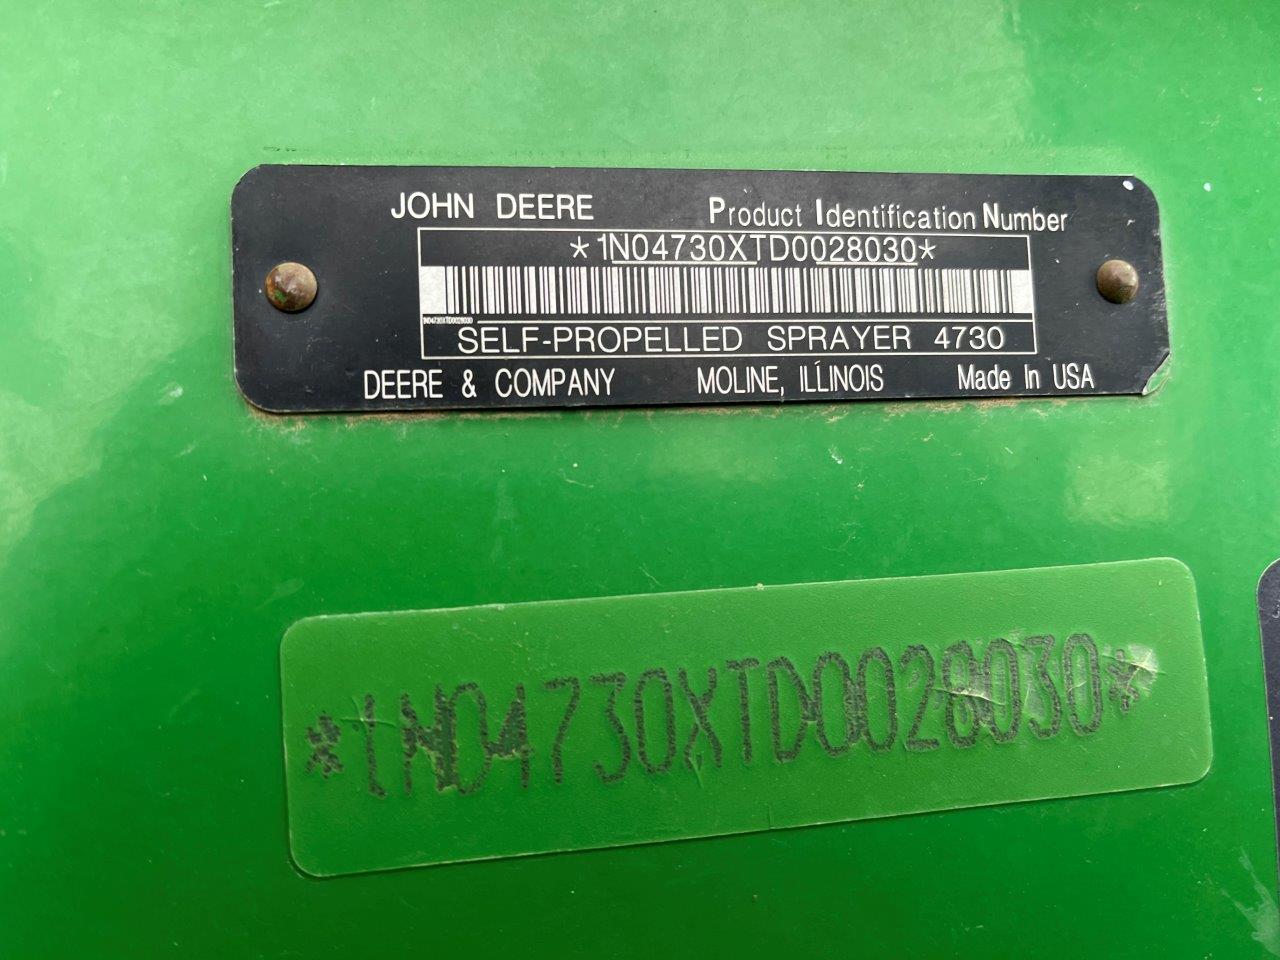 JOHN DEERE Product Identification Number
*1N04730XTD0028030*
SELF-PROPELLED SPRAYER 4730
DEERE & COMPANY MOLINE, ILLINOIS Made In USA
*1N04730XTD0028030*